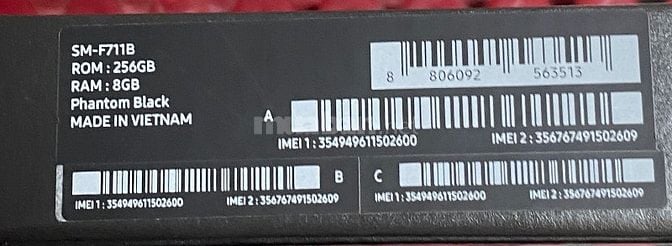 SM-F711B
ROM : 256GB
RAM : 8GB
Phantom Black
MADE IN VIETNAM
8 806092 563513
A
IMEI 1 : 354949611502600 IMEI 2 : 356767491502609
B
IMEI 1 : 354949611502600 IMEI 2 : 356767491502609
C
IMEI 1 : 354949611502600 IMEI 2 : 356767491502609